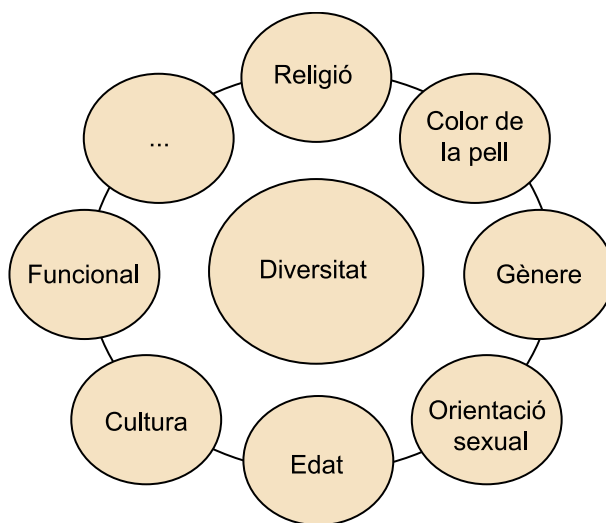 Religió
Color de
la pell
Gènere
Orientació
sexual
Edat
Cultura
Funcional
...
Diversitat